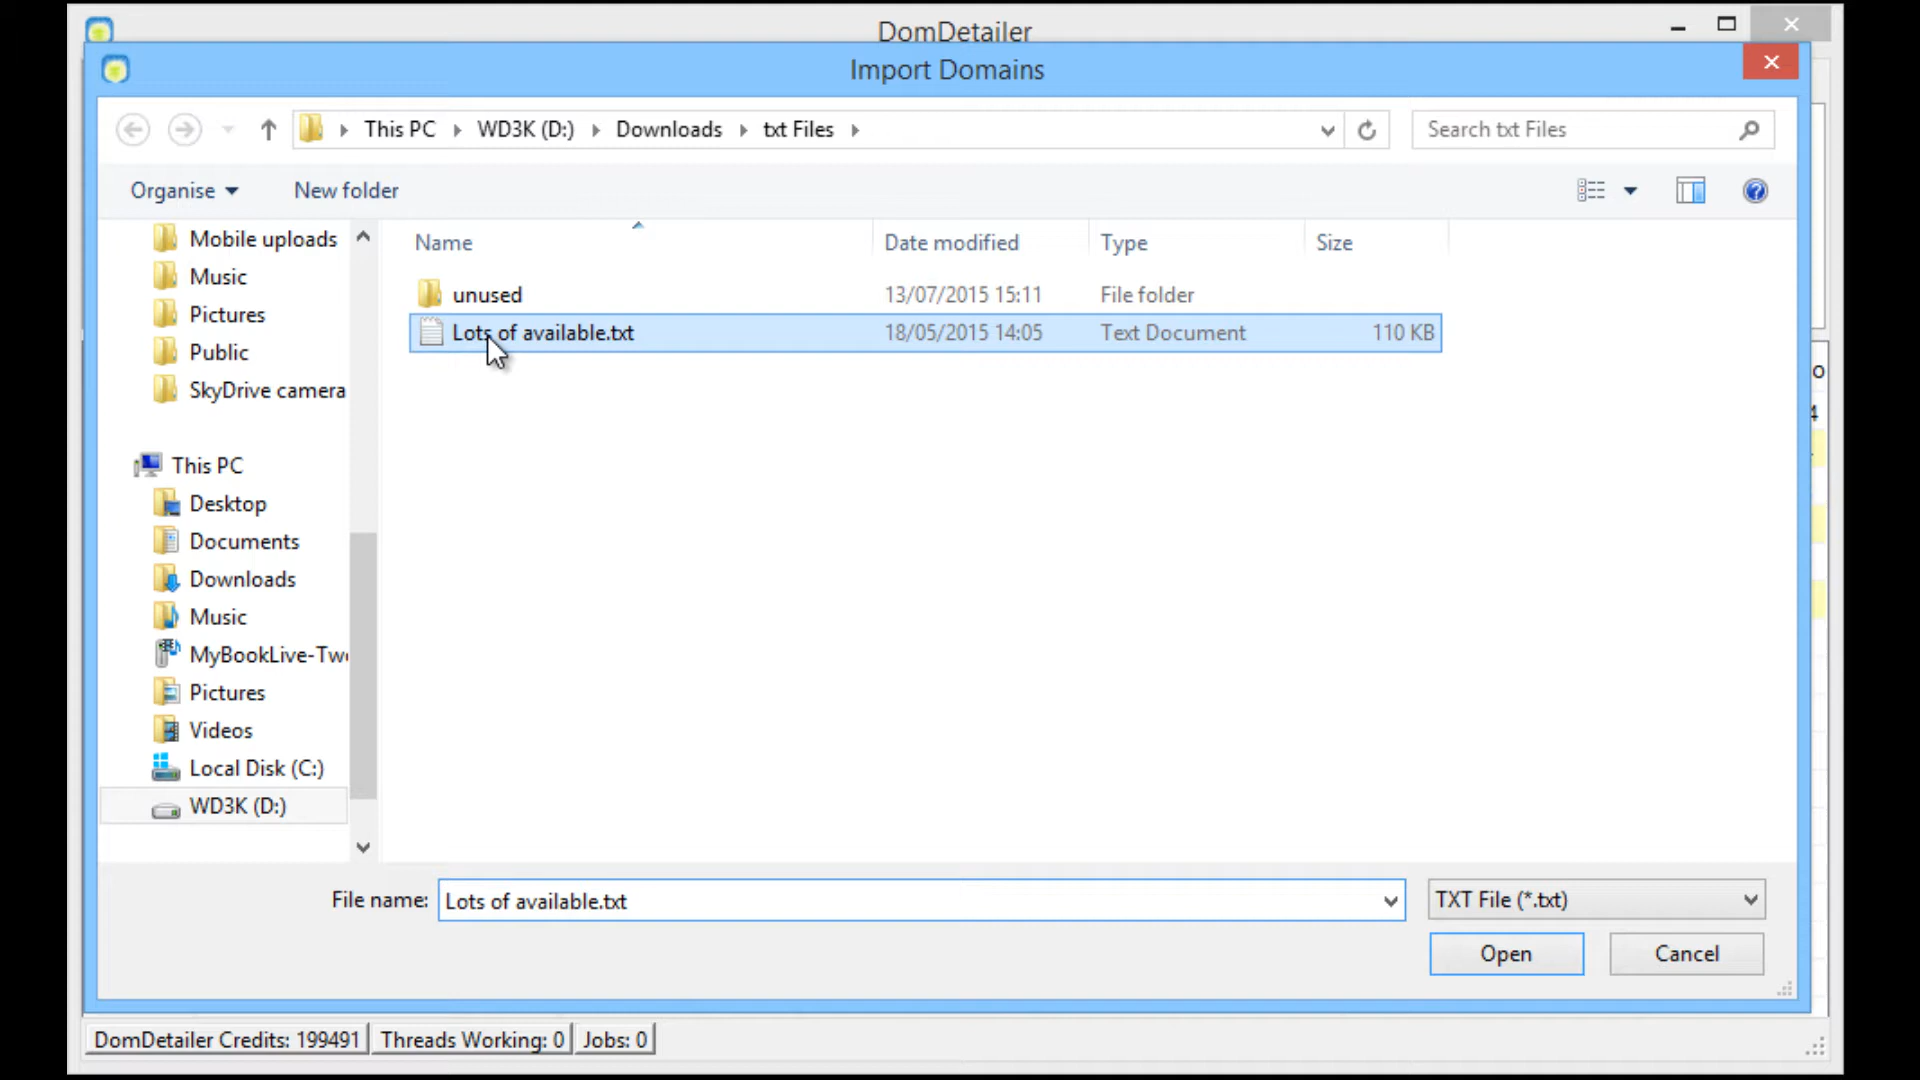 DomDetailer
Import Domains
This PC WD3K (D:) Downloads txt Files
Search txt Files
Organise New folder
Name Date modified Type Size
Mobile uploads
Music
Pictures
Public
SkyDrive camera
This PC
Desktop
Documents
Downloads
Music
MyBookLive-Tw
Pictures
Videos
Local Disk (C:)
WD3K (D:)
unused 13/07/2015 15:11 File folder
Lots of available.txt 18/05/2015 14:05 Text Document 110 KB
o
4
File name: Lots of available.txt TXT File (*.txt)
Open Cancel
DomDetailer Credits: 199491 Threads Working: 0 Jobs: 0